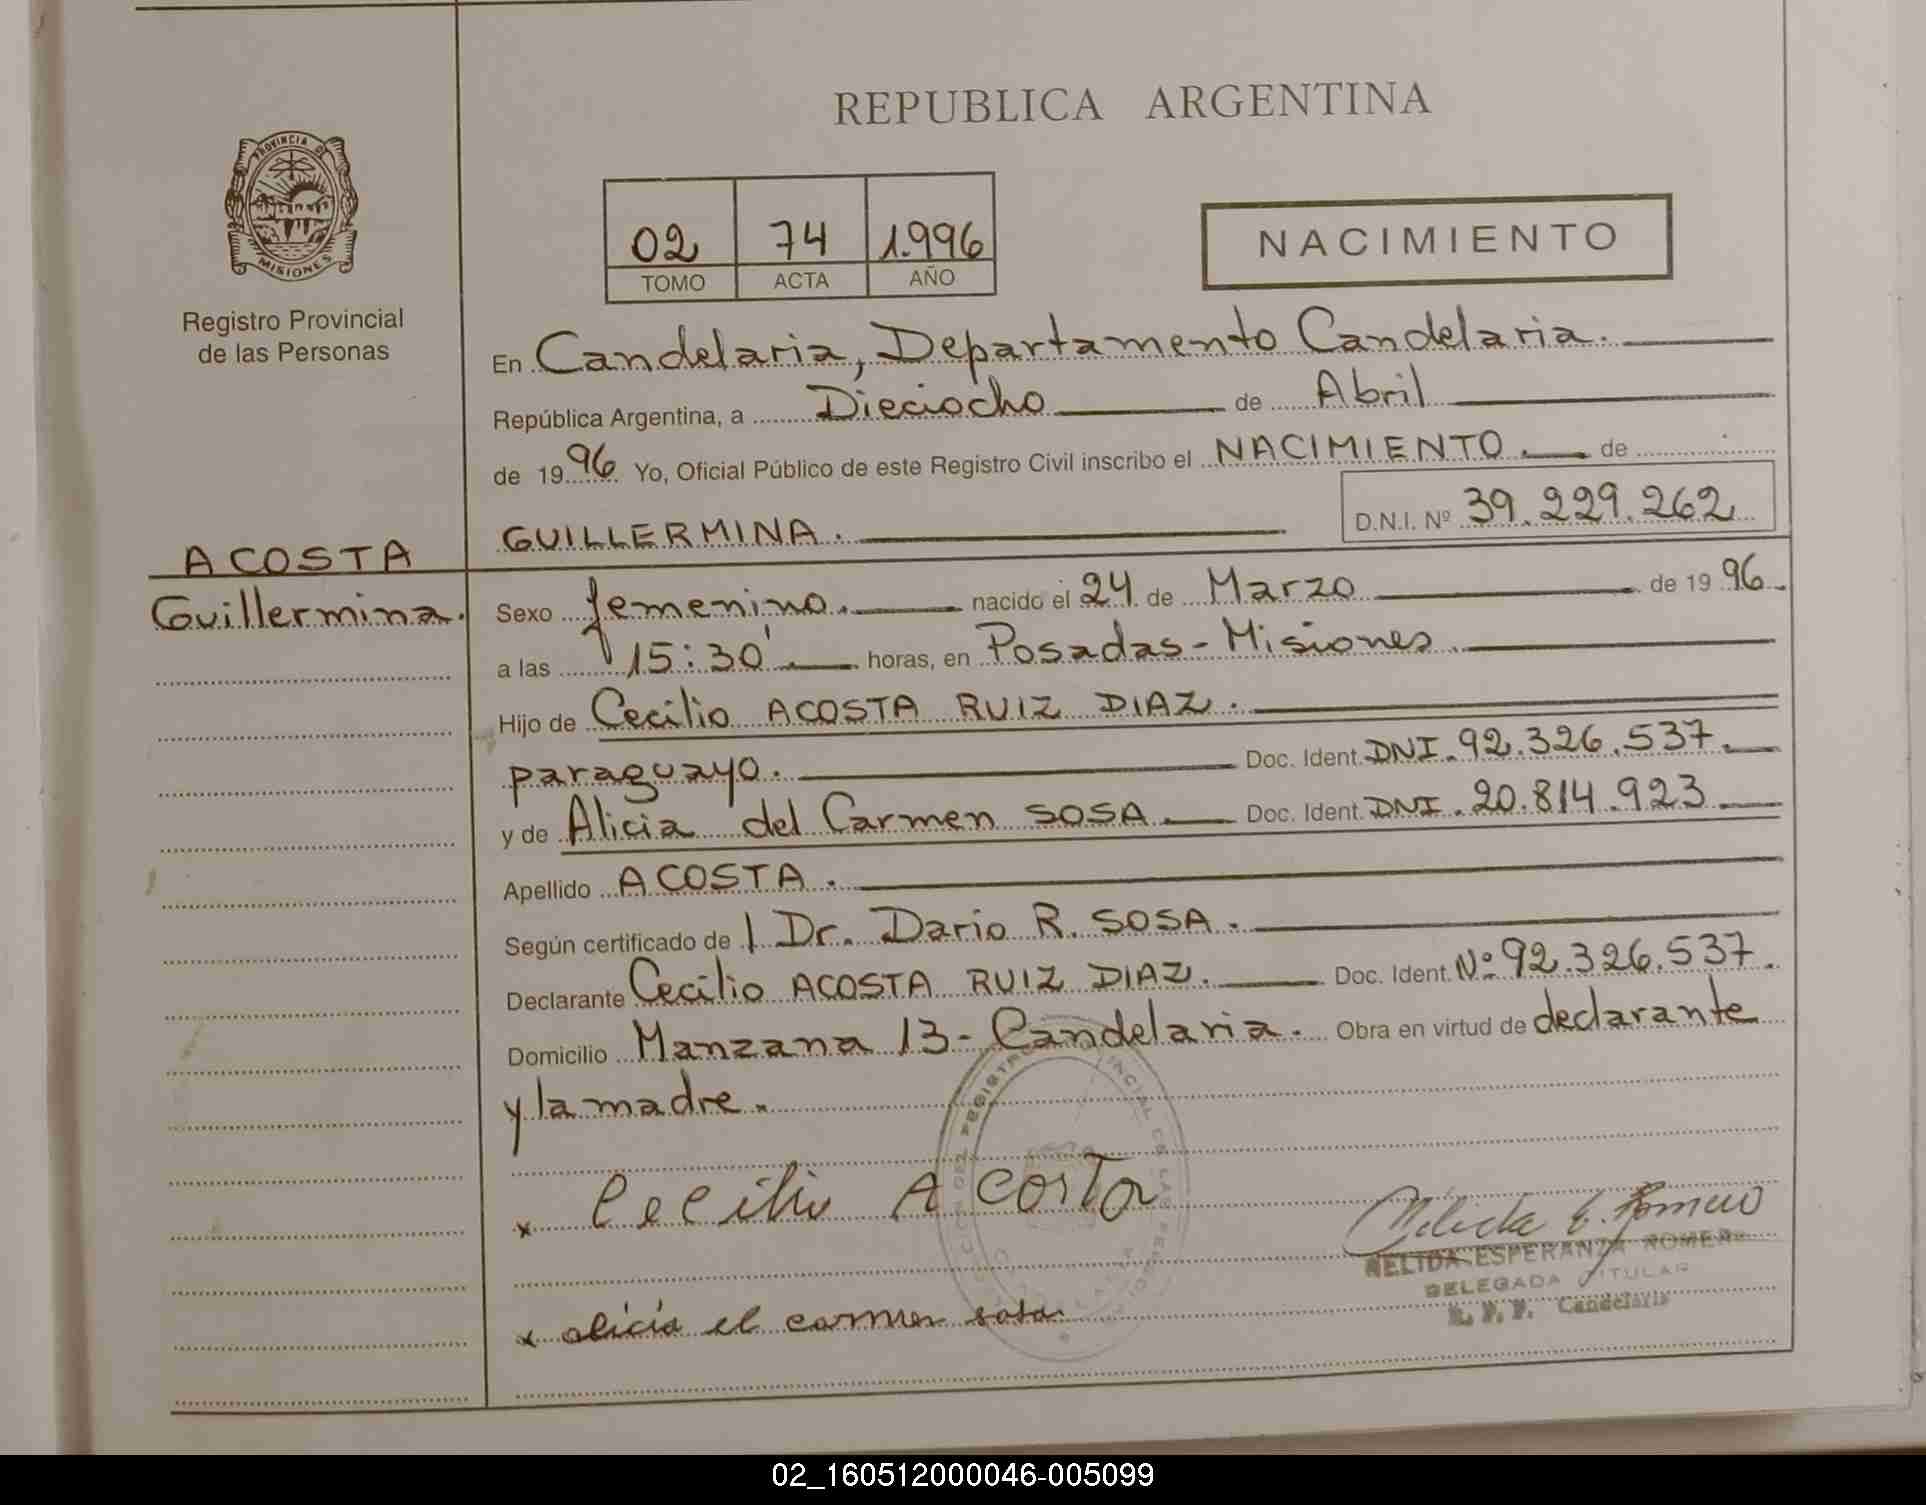 REPUBLICA ARGENTINA
PROVINCIA DE
MISIONES
Registro Provincial
de las Personas
02 74 1.996
TOMO ACTA AÑO
NACIMIENTO
En Candelaria, Departamento Candelaria.
República Argentina, a Dieciocho de Abril
de 1996 Yo, Oficial Público de este Registro Civil inscribo el NACIMIENTO de
GUILLERMINA. D.N.I. Nº 39.229.262
ACOSTA
Guillermina.
Sexo femenino. nacido el 24 de Marzo de 1996.
a las 15:30' horas, en Posadas - Misiones.
Hijo de Cecilio ACOSTA RUIZ DIAZ.
paraguayo. Doc. Ident. DNI. 92.326.537.
y de Alicia del Carmen SOSA. Doc. Ident. DNI. 20.814.923
Apellido ACOSTA.
Según certificado de l Dr. Dario R. SOSA.
Declarante Cecilio ACOSTA RUIZ DIAZ. Doc. Ident. Nº 92.326.537.
Domicilio Manzana 13 - Candelaria. Obra en virtud de declarante
y la madre.
x Cecilio Acosta
Nelida E. Romero
NELIDA ESPERANZA ROMERO
DELEGADA TITULAR
R. P. P. Candelaria
x alicia el carmen sosa
02_160512000046-005099